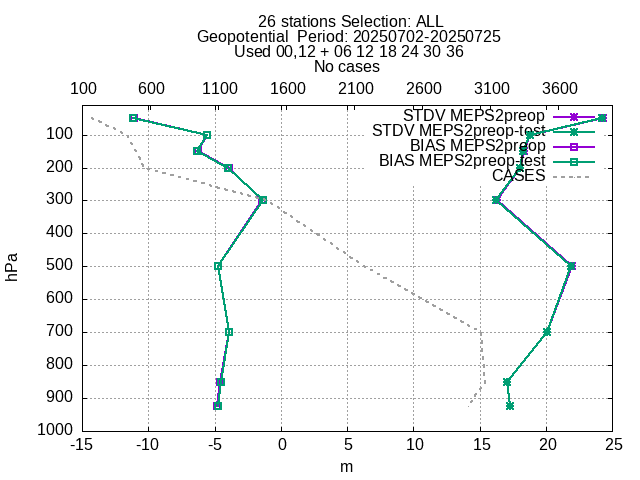 26 stations Selection: ALL
Geopotential  Period: 20250702-20250725
Used 00,12 + 06 12 18 24 30 36
No cases
100 600 1100 1600 2100 2600 3100 3600
STDV MEPS2preop
STDV MEPS2preop-test
BIAS MEPS2preop
BIAS MEPS2preop-test
CASES
hPa
100
200
300
400
500
600
700
800
900
1000
-15 -10 -5 0 5 10 15 20 25
m